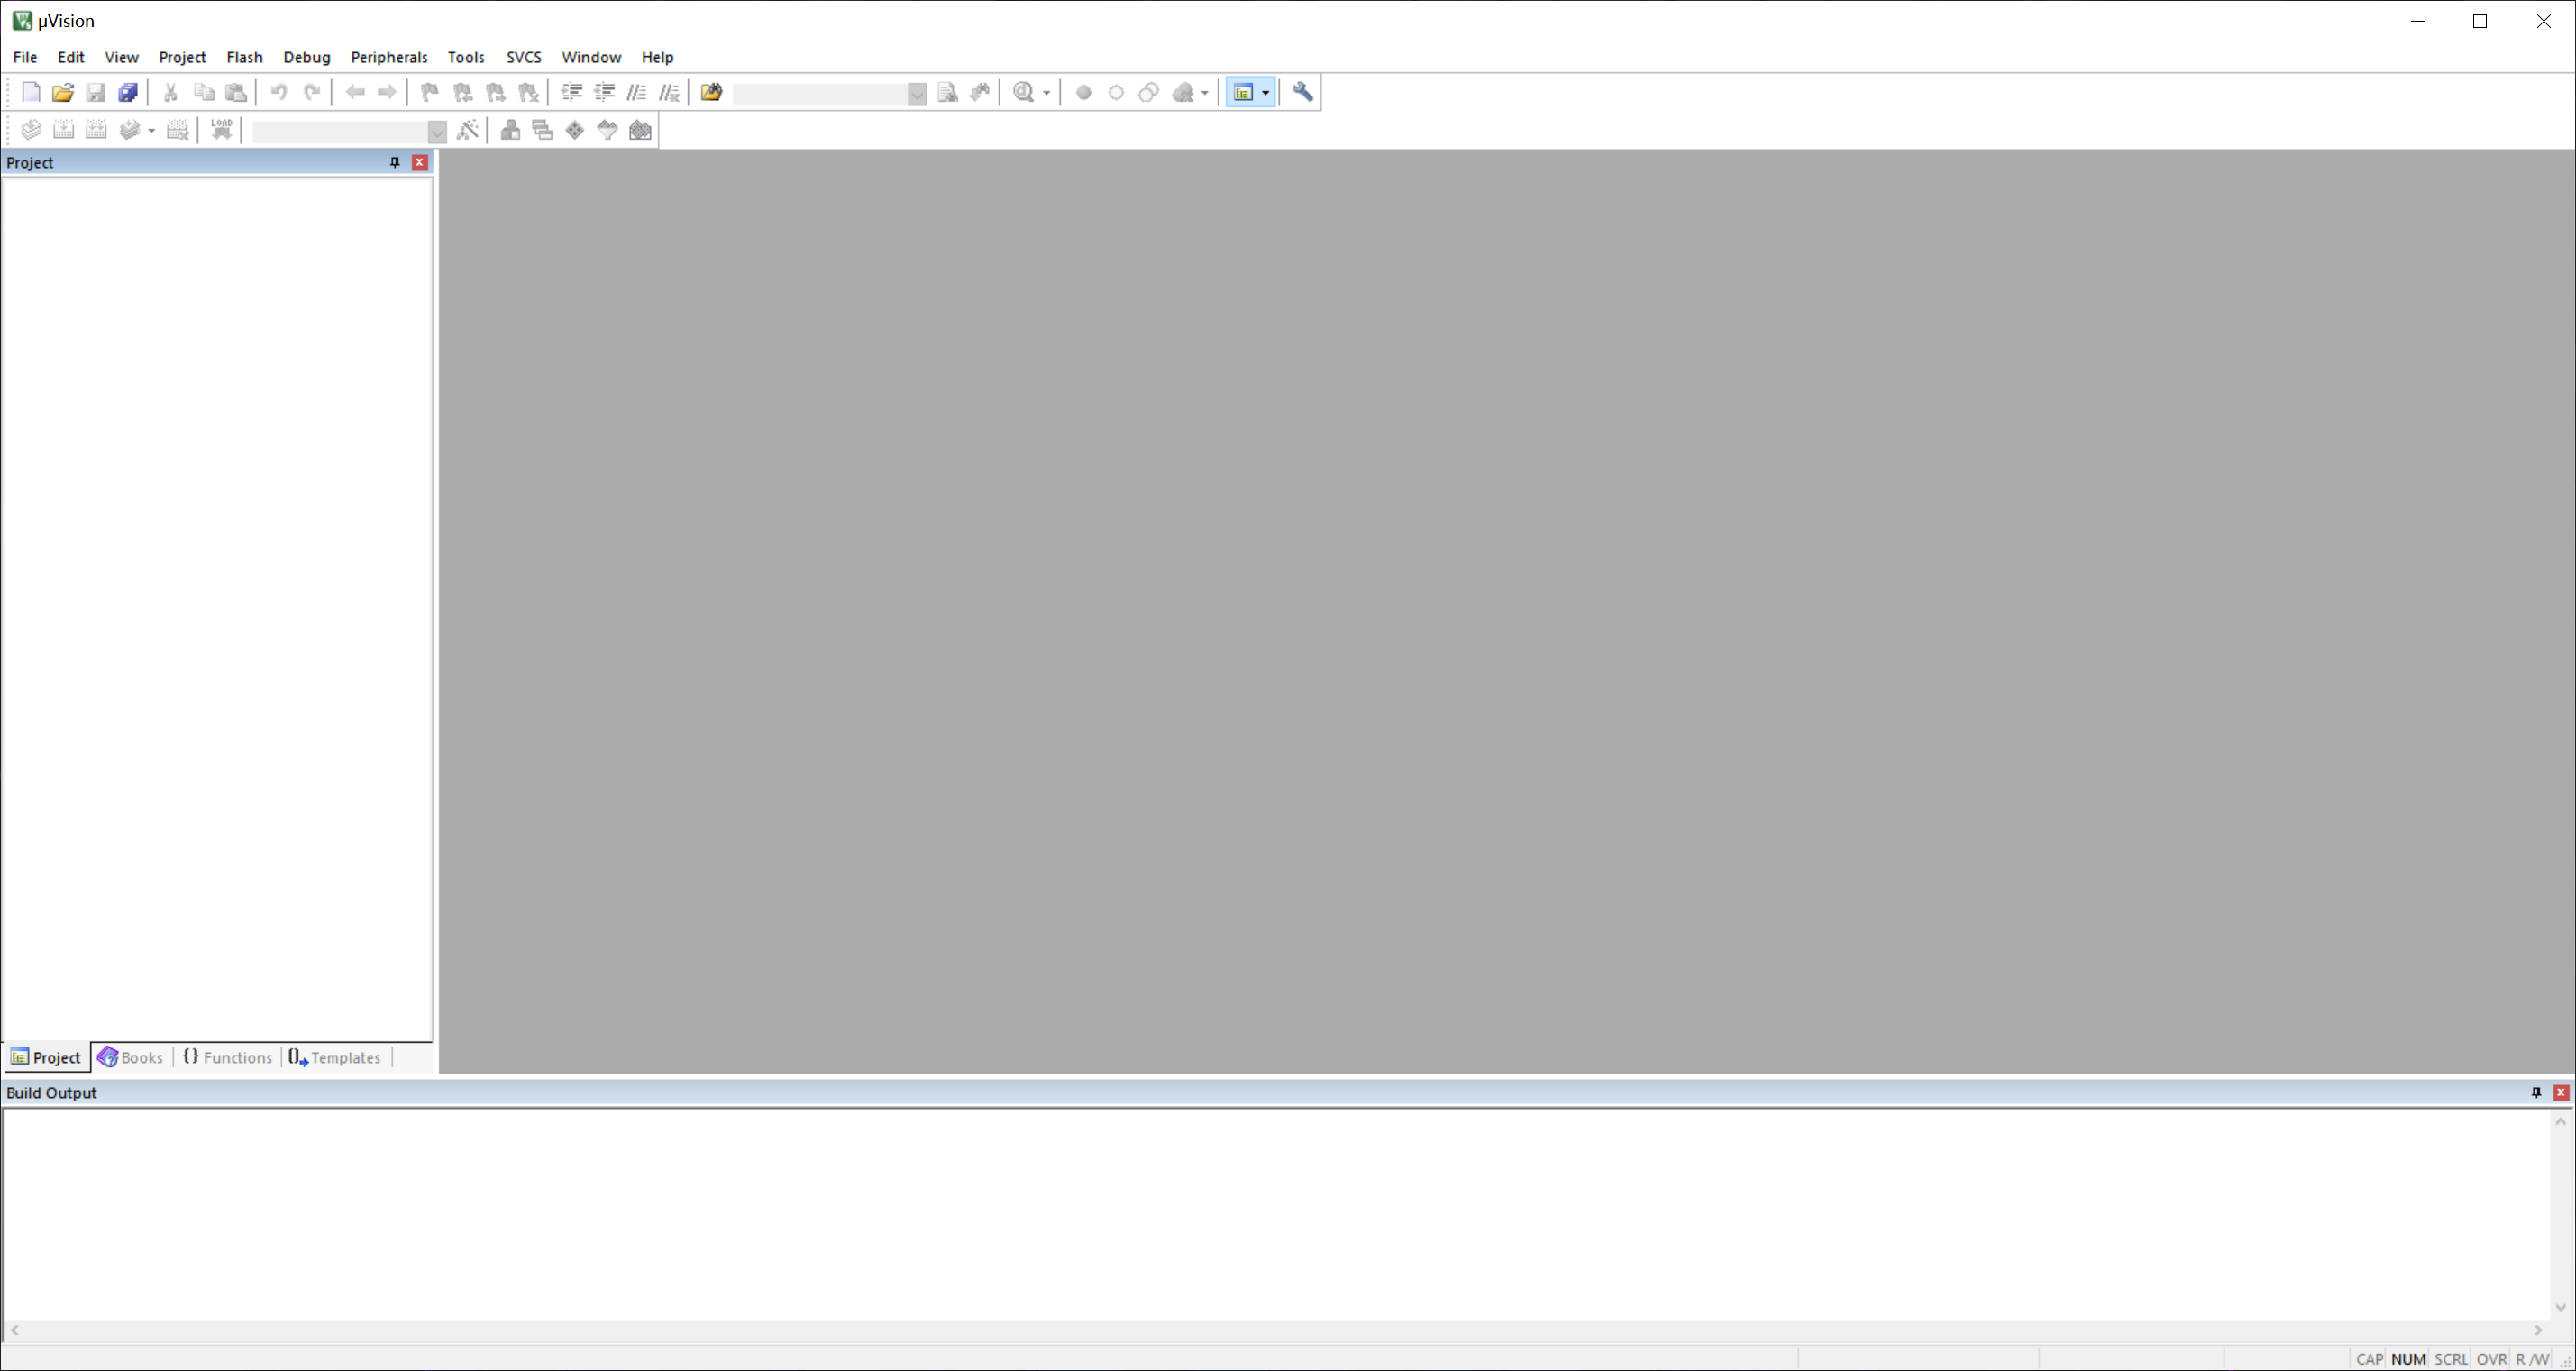 µVision
File Edit View Project Flash Debug Peripherals Tools SVCS Window Help
LOAD
Project
Project Books {} Functions Templates
Build Output
CAP NUM SCRL OVR R /W